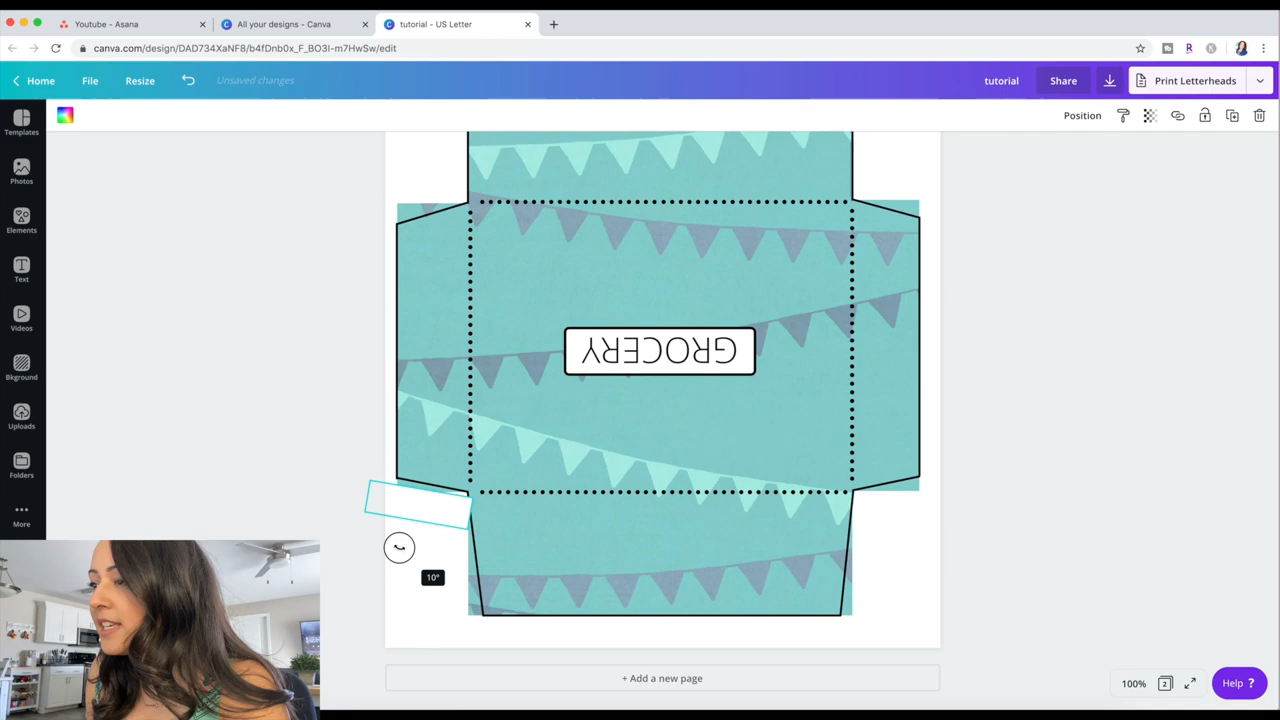 Youtube - Asana
All your designs - Canva
tutorial - US Letter
canva.com/design/DAD734XaNF8/b4fDnb0x_F_BO3I-m7HwSw/edit
Home
File
Resize
Unsaved changes
tutorial
Share
Print Letterheads
Position
Templates
Photos
Elements
Text
Videos
Bkground
Uploads
Folders
More
GROCERY
10°
+ Add a new page
100%
2
Help ?